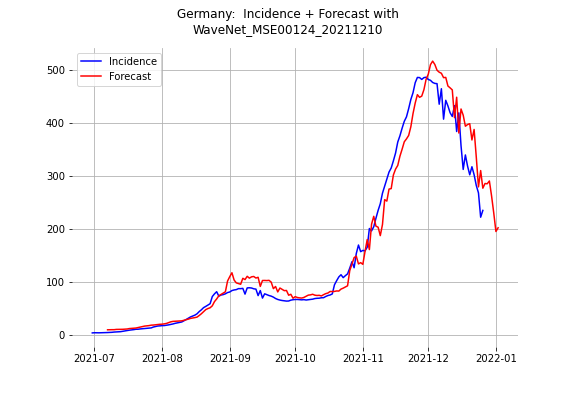 Germany:  Incidence + Forecast with
WaveNet_MSE00124_20211210
Incidence
Forecast
500
400
300
200
100
0
2021-07 2021-08 2021-09 2021-10 2021-11 2021-12 2022-01